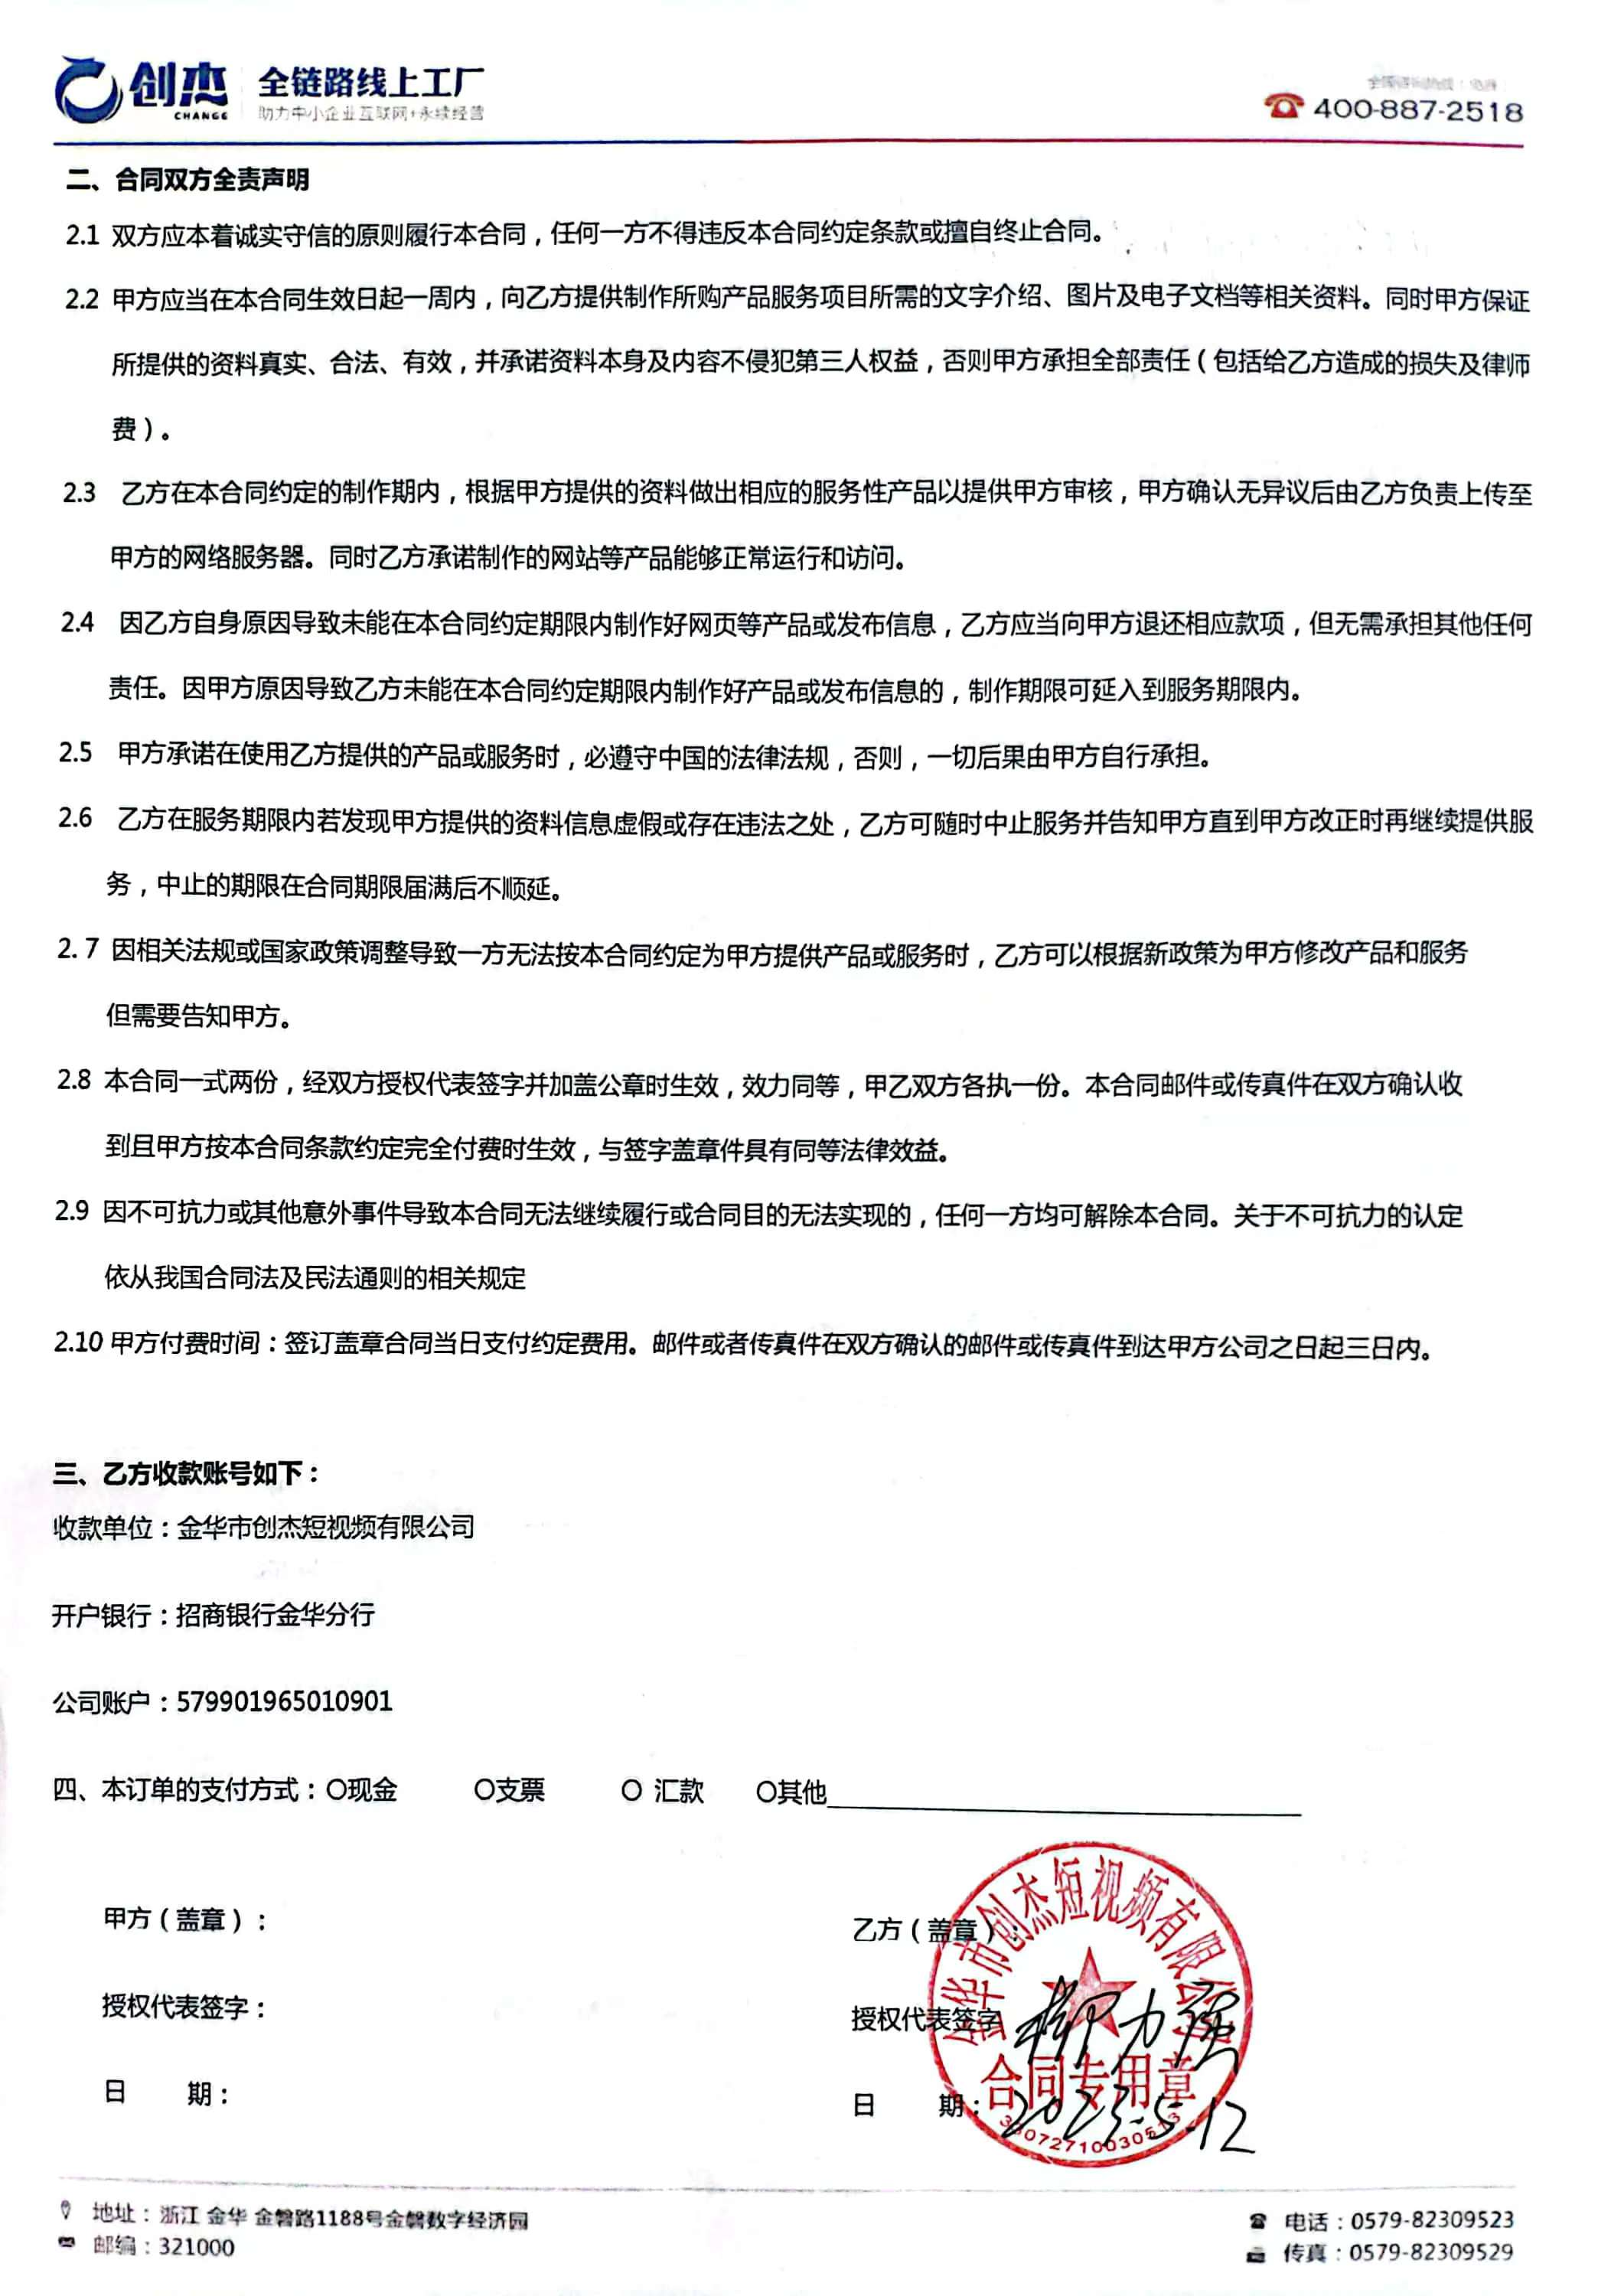 创杰
CHANGE
全链路线上工厂
助力中小企业互联网+永续经营
400-887-2518
二、合同双方全责声明
2.1 双方应本着诚实守信的原则履行本合同，任何一方不得违反本合同约定条款或擅自终止合同。
2.2 甲方应当在本合同生效日起一周内，向乙方提供制作所购产品服务项目所需的文字介绍、图片及电子文档等相关资料。同时甲方保证
所提供的资料真实、合法、有效，并承诺资料本身及内容不侵犯第三人权益，否则甲方承担全部责任（包括给乙方造成的损失及律师
费）。
2.3 乙方在本合同约定的制作期内，根据甲方提供的资料做出相应的服务性产品以提供甲方审核，甲方确认无异议后由乙方负责上传至
甲方的网络服务器。同时乙方承诺制作的网站等产品能够正常运行和访问。
2.4 因乙方自身原因导致未能在本合同约定期限内制作好网页等产品或发布信息，乙方应当向甲方退还相应款项，但无需承担其他任何
责任。因甲方原因导致乙方未能在本合同约定期限内制作好产品或发布信息的，制作期限可延入到服务期限内。
2.5 甲方承诺在使用乙方提供的产品或服务时，必遵守中国的法律法规，否则，一切后果由甲方自行承担。
2.6 乙方在服务期限内若发现甲方提供的资料信息虚假或存在违法之处，乙方可随时中止服务并告知甲方直到甲方改正时再继续提供服
务，中止的期限在合同期限届满后不顺延。
2. 7 因相关法规或国家政策调整导致一方无法按本合同约定为甲方提供产品或服务时，乙方可以根据新政策为甲方修改产品和服务
但需要告知甲方。
2.8 本合同一式两份，经双方授权代表签字并加盖公章时生效，效力同等，甲乙双方各执一份。本合同邮件或传真件在双方确认收
到且甲方按本合同条款约定完全付费时生效，与签字盖章件具有同等法律效益。
2.9 因不可抗力或其他意外事件导致本合同无法继续履行或合同目的无法实现的，任何一方均可解除本合同。关于不可抗力的认定
依从我国合同法及民法通则的相关规定
2.10 甲方付费时间：签订盖章合同当日支付约定费用。邮件或者传真件在双方确认的邮件或传真件到达甲方公司之日起三日内。
三、乙方收款账号如下：
收款单位：金华市创杰短视频有限公司
开户银行：招商银行金华分行
公司账户：579901965010901
四、本订单的支付方式：○现金 ○支票 ○ 汇款 ○其他
甲方（盖章）：
授权代表签字：
日 期：
乙方（盖章）：
金华市创杰短视频有限公司
授权代表签字
柳力强
合同专用章
日 期：
2023-5-12
地址：浙江 金华 金磐路1188号金磐数字经济园
邮编：321000
电话：0579-82309523
传真：0579-82309529